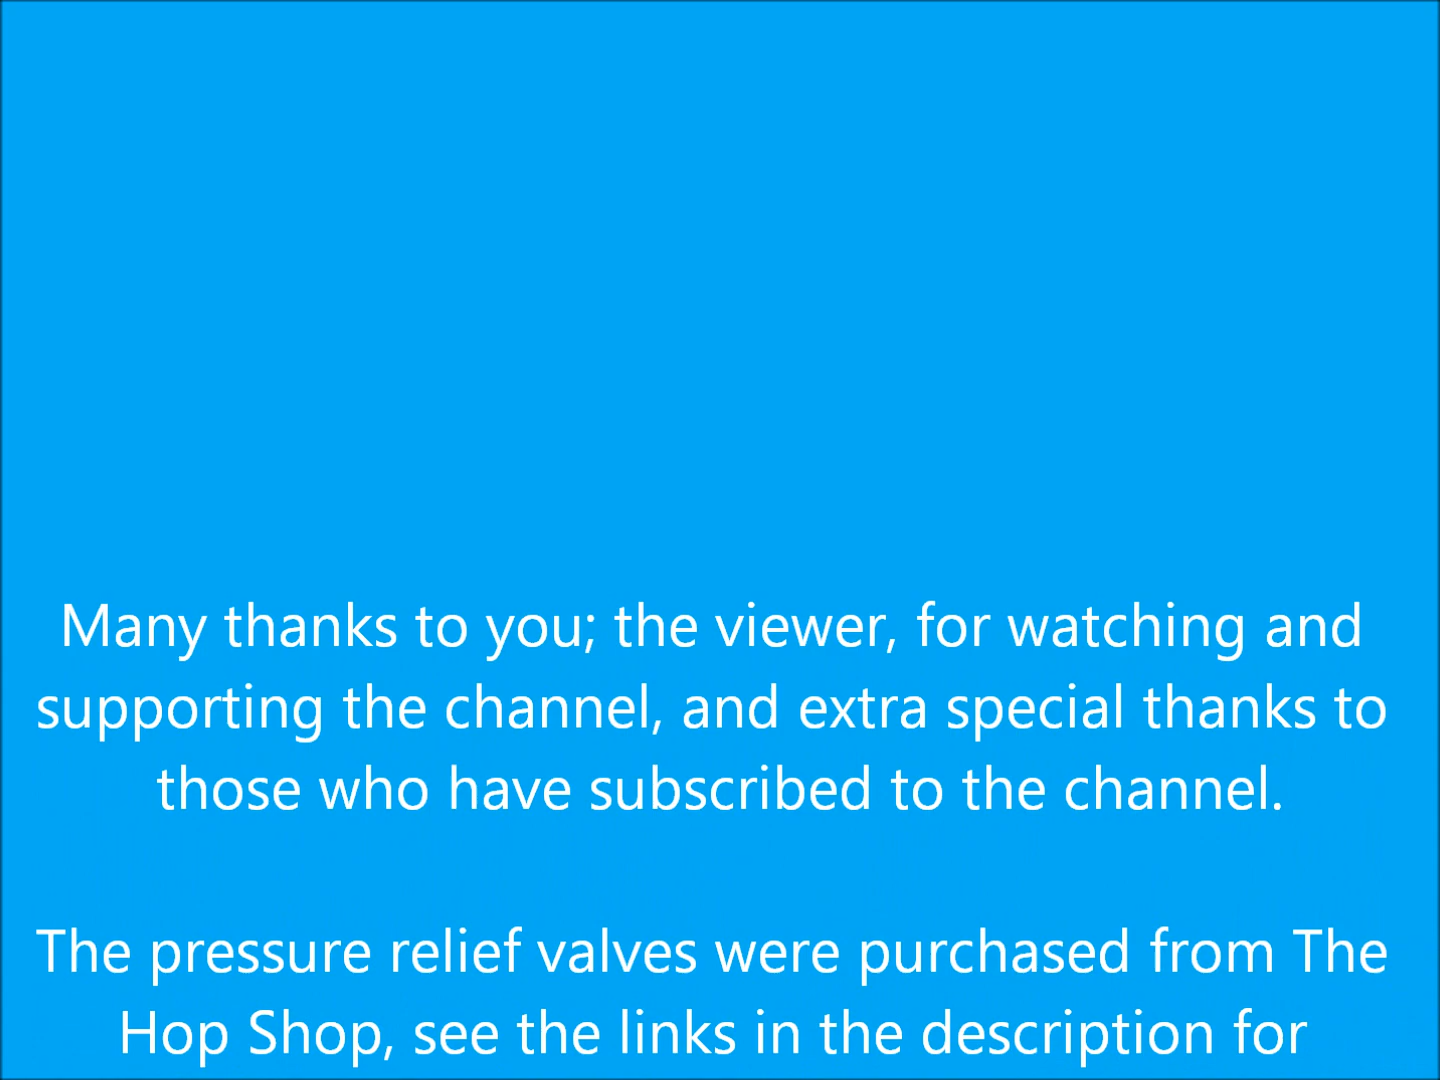 Many thanks to you; the viewer, for watching and
supporting the channel, and extra special thanks to
those who have subscribed to the channel.
The pressure relief valves were purchased from The
Hop Shop, see the links in the description for